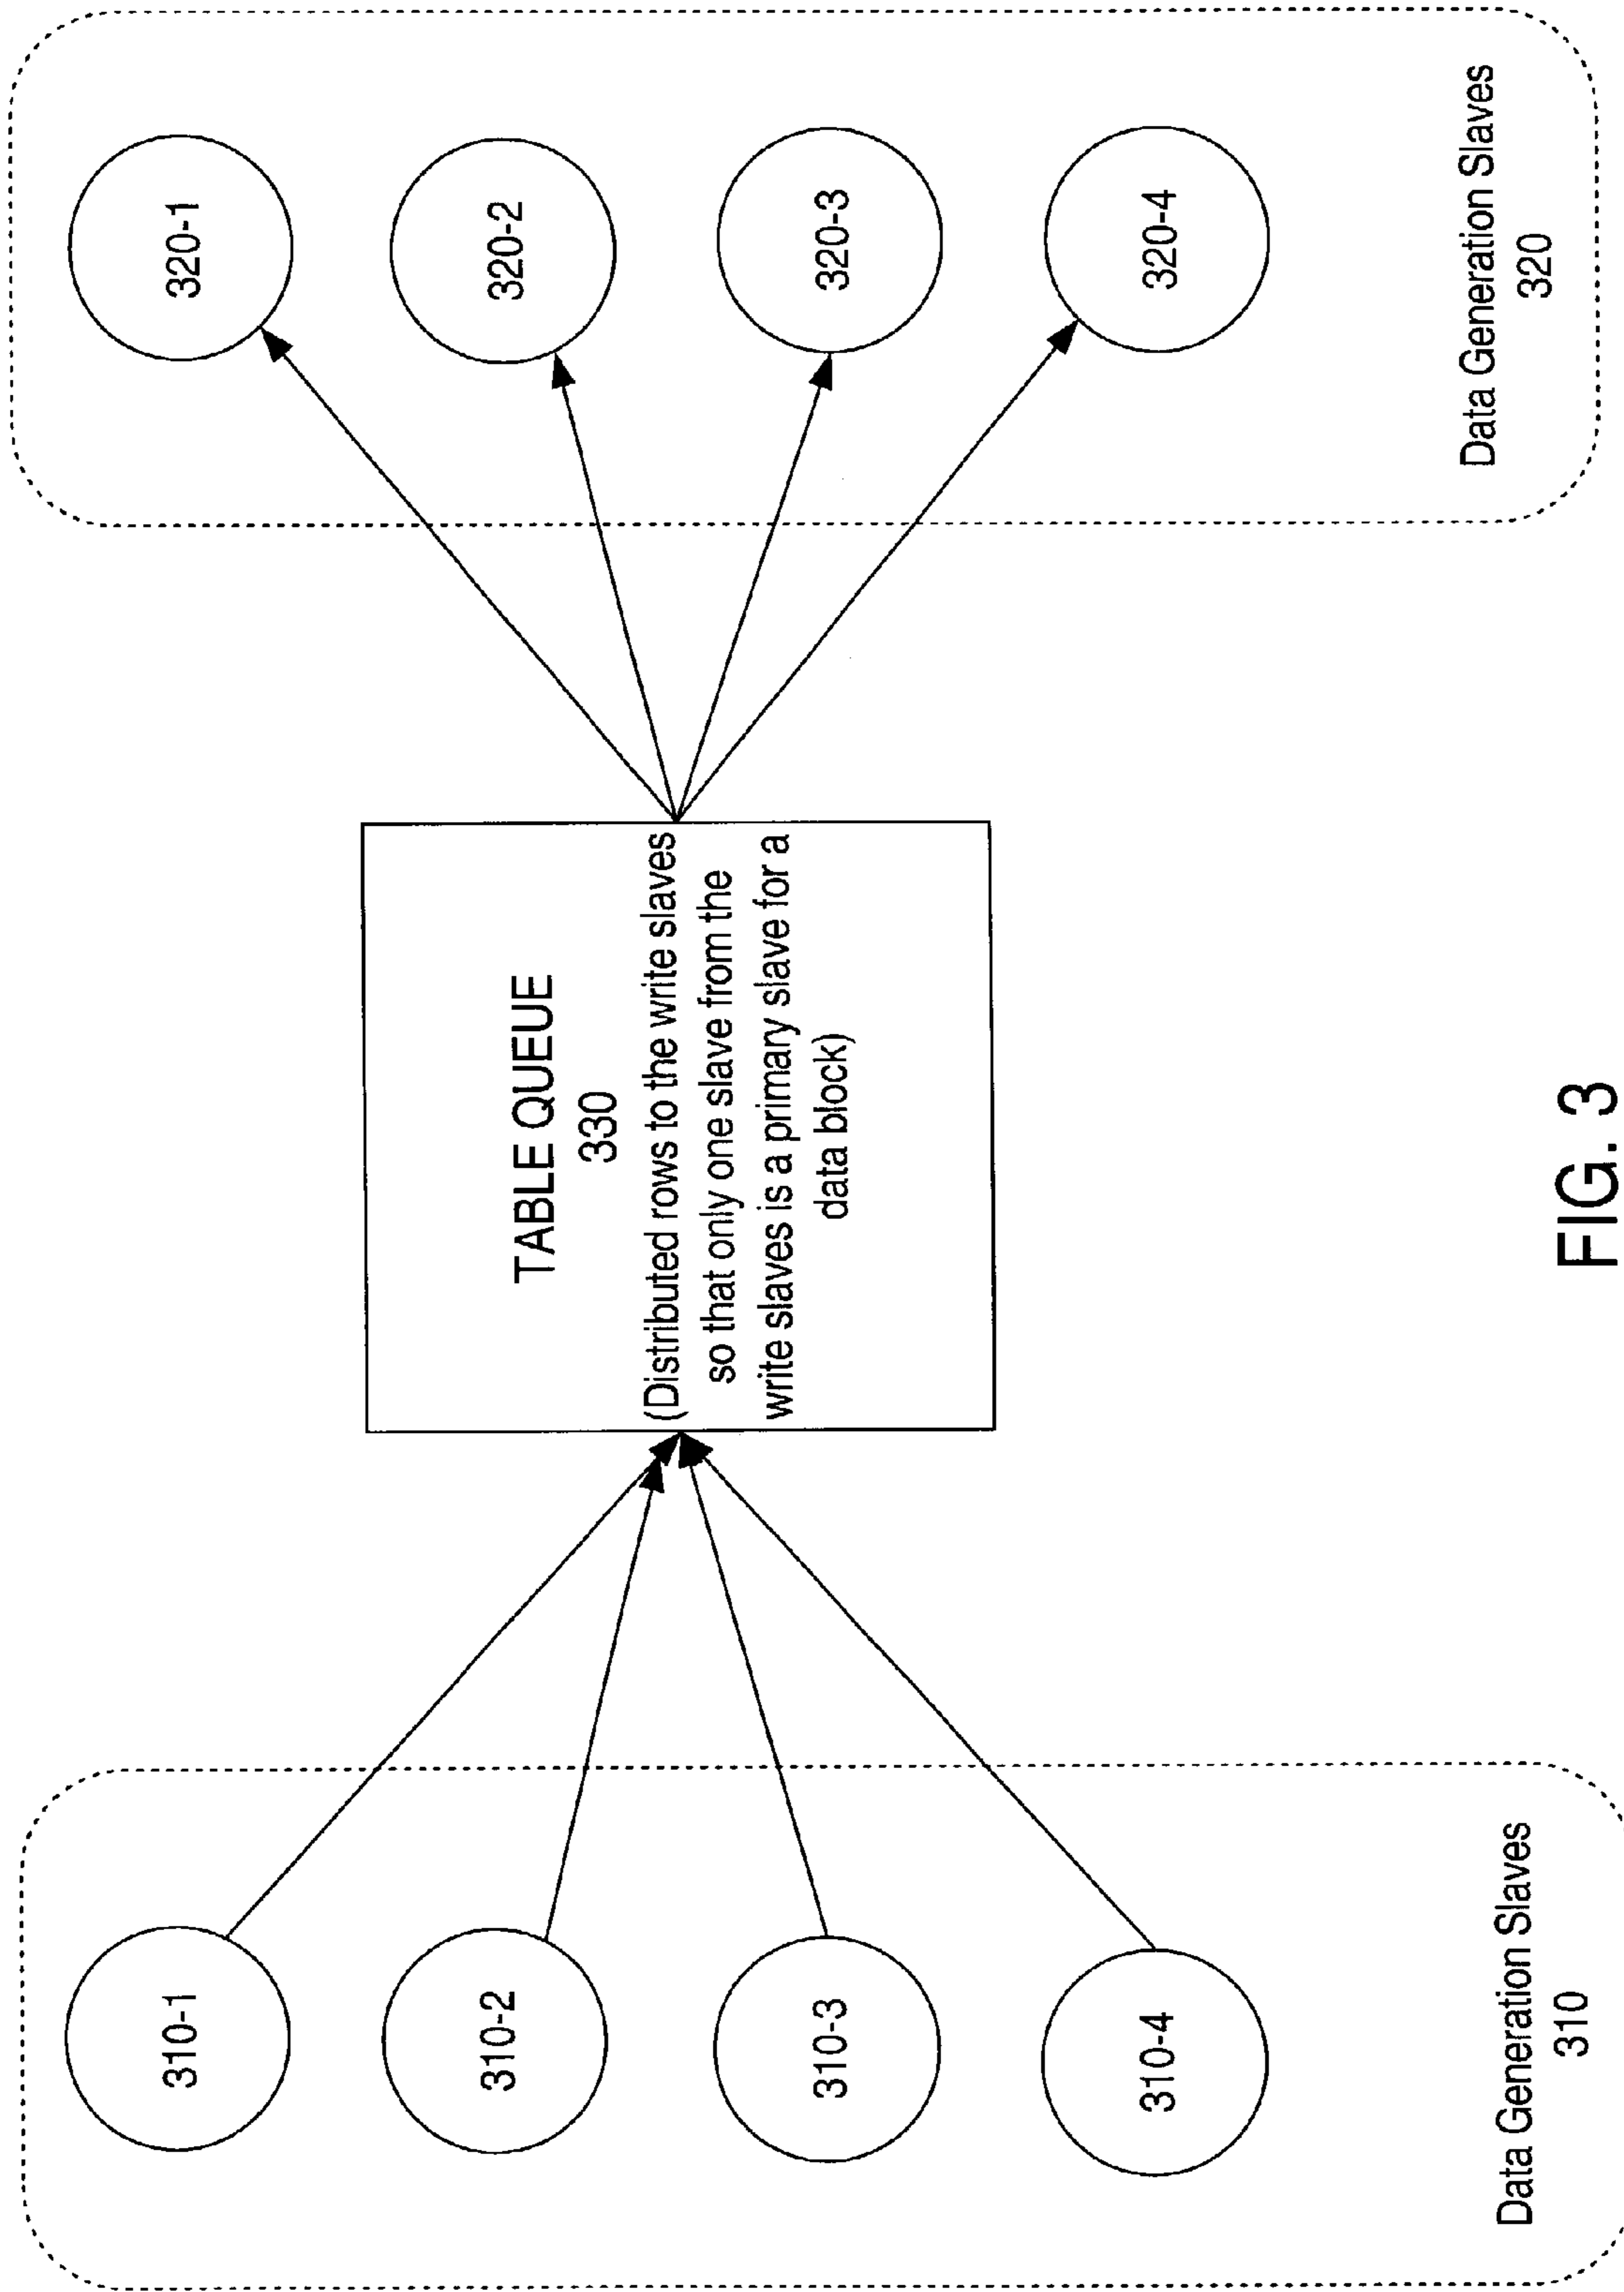 310-1
310-2
310-3
310-4
Data Generation Slaves
310
TABLE QUEUE
330
(Distributed rows to the write slaves
so that only one slave from the
write slaves is a primary slave for a
data block)
320-1
320-2
320-3
320-4
Data Generation Slaves
320
FIG. 3